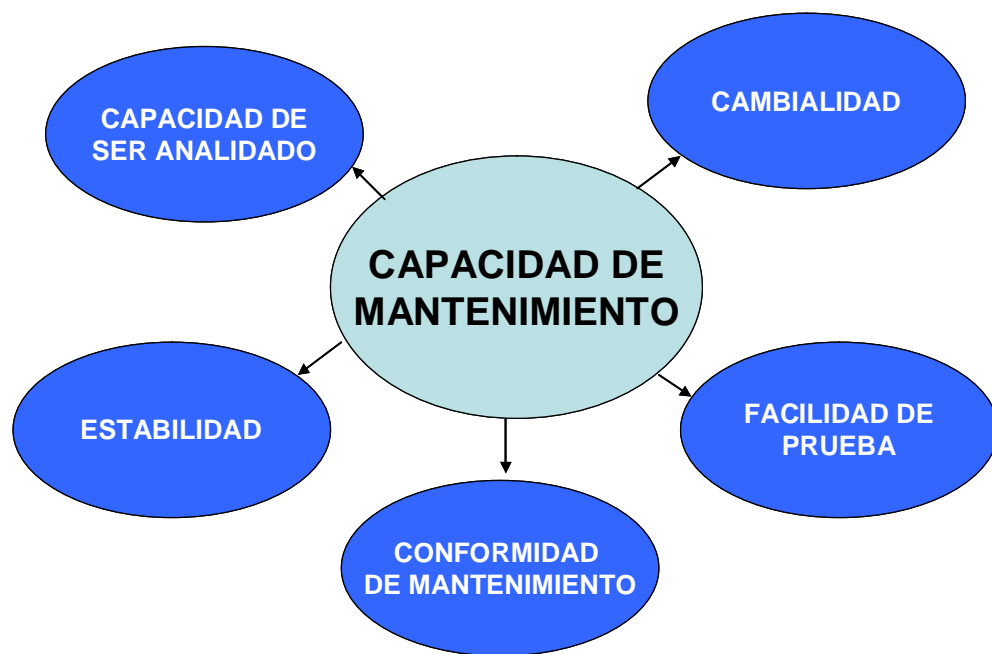 CAPACIDAD DE
SER ANALIDADO
CAMBIALIDAD
CAPACIDAD DE
MANTENIMIENTO
ESTABILIDAD
FACILIDAD DE
PRUEBA
CONFORMIDAD
DE MANTENIMIENTO